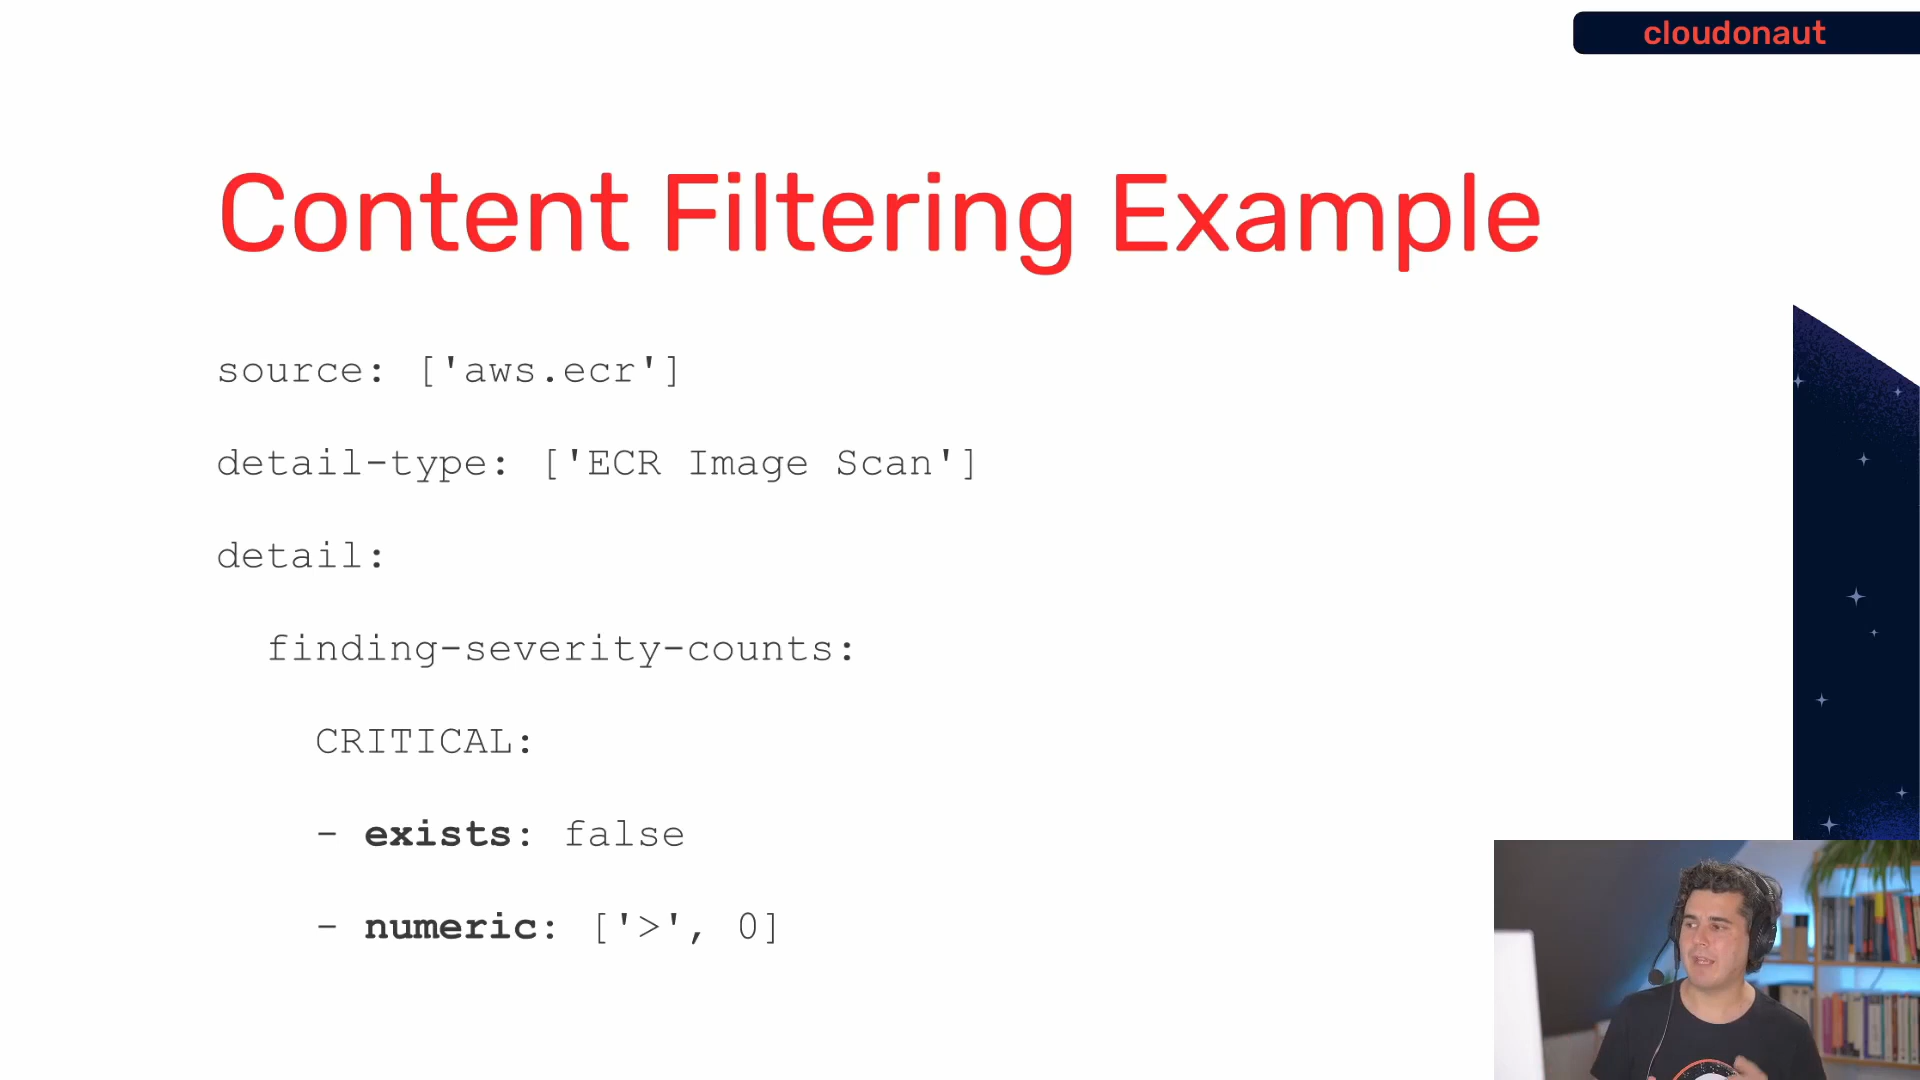 cloudonaut
Content Filtering Example
source: ['aws.ecr']
detail-type: ['ECR Image Scan']
detail:
finding-severity-counts:
CRITICAL:
- exists: false
- numeric: ['>', 0]